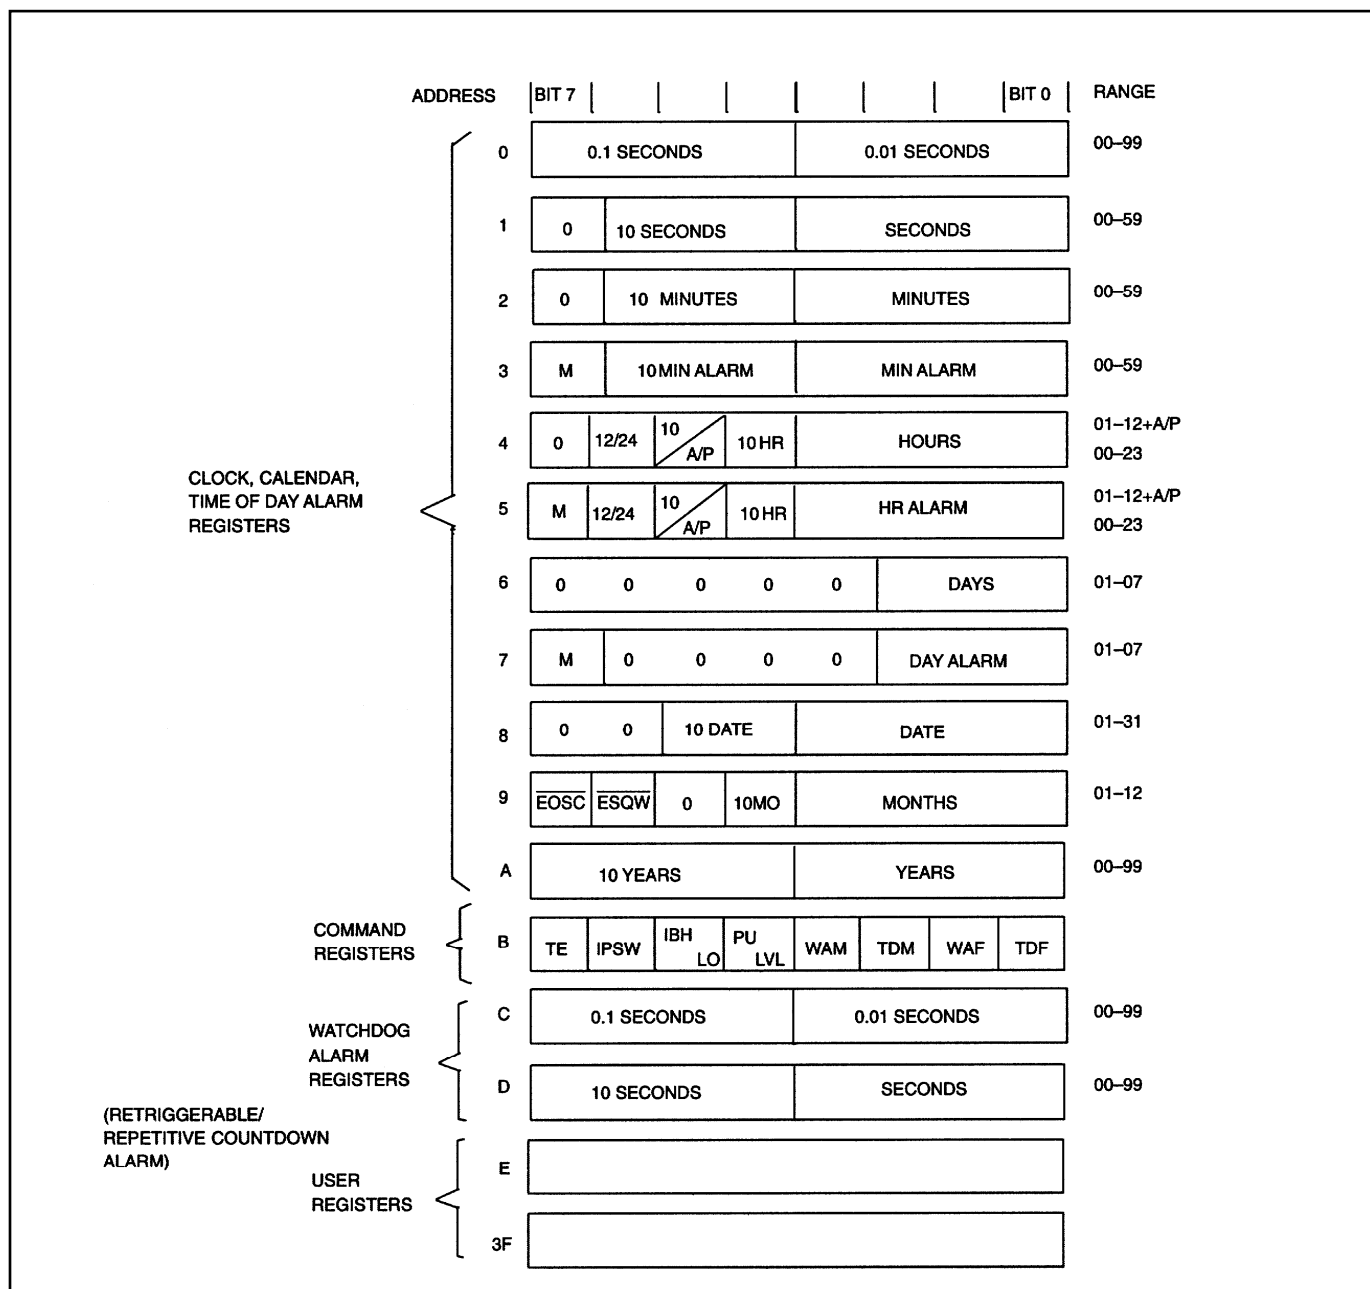 ADDRESS BIT 7 BIT 0 RANGE
0 0.1 SECONDS 0.01 SECONDS 00–99
1 0 10 SECONDS SECONDS 00–59
2 0 10 MINUTES MINUTES 00–59
3 M 10 MIN ALARM MIN ALARM 00–59
4 0 12/24 10 A/P 10 HR HOURS 01–12+A/P
00–23
CLOCK, CALENDAR,
TIME OF DAY ALARM
REGISTERS
5 M 12/24 10 A/P 10 HR HR ALARM 01–12+A/P
00–23
6 0 0 0 0 0 DAYS 01–07
7 M 0 0 0 0 DAY ALARM 01–07
8 0 0 10 DATE DATE 01–31
9 EOSC ESQW 0 10MO MONTHS 01–12
A 10 YEARS YEARS 00–99
COMMAND
REGISTERS
B TE IPSW IBH LO PU LVL WAM TDM WAF TDF
WATCHDOG
ALARM
REGISTERS
C 0.1 SECONDS 0.01 SECONDS 00–99
D 10 SECONDS SECONDS 00–99
(RETRIGGERABLE/
REPETITIVE COUNTDOWN
ALARM)
USER
REGISTERS
E
3F